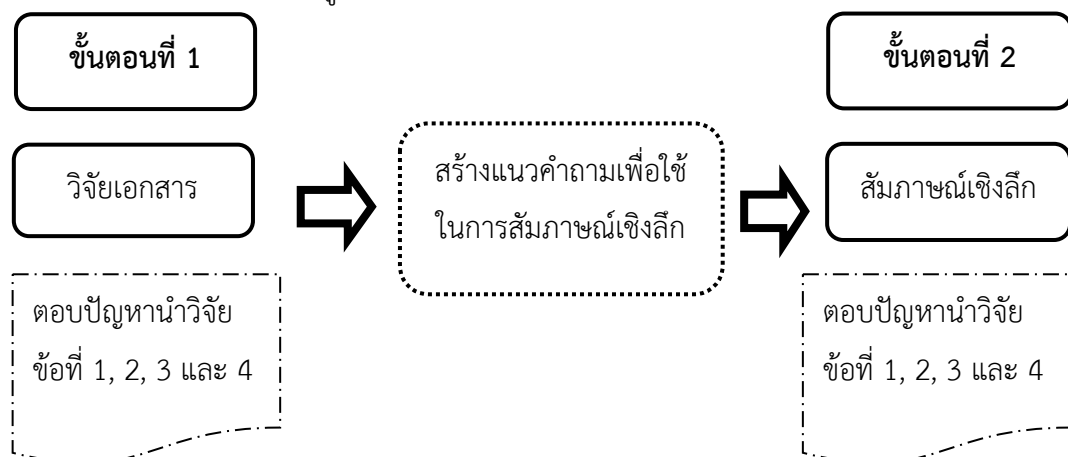 ขั้นตอนที่ 1
วิจัยเอกสาร
ตอบปัญหานำวิจัย
ข้อที่ 1, 2, 3 และ 4
สร้างแนวคำถามเพื่อใช้
ในการสัมภาษณ์เชิงลึก
ขั้นตอนที่ 2
สัมภาษณ์เชิงลึก
ตอบปัญหานำวิจัย
ข้อที่ 1, 2, 3 และ 4